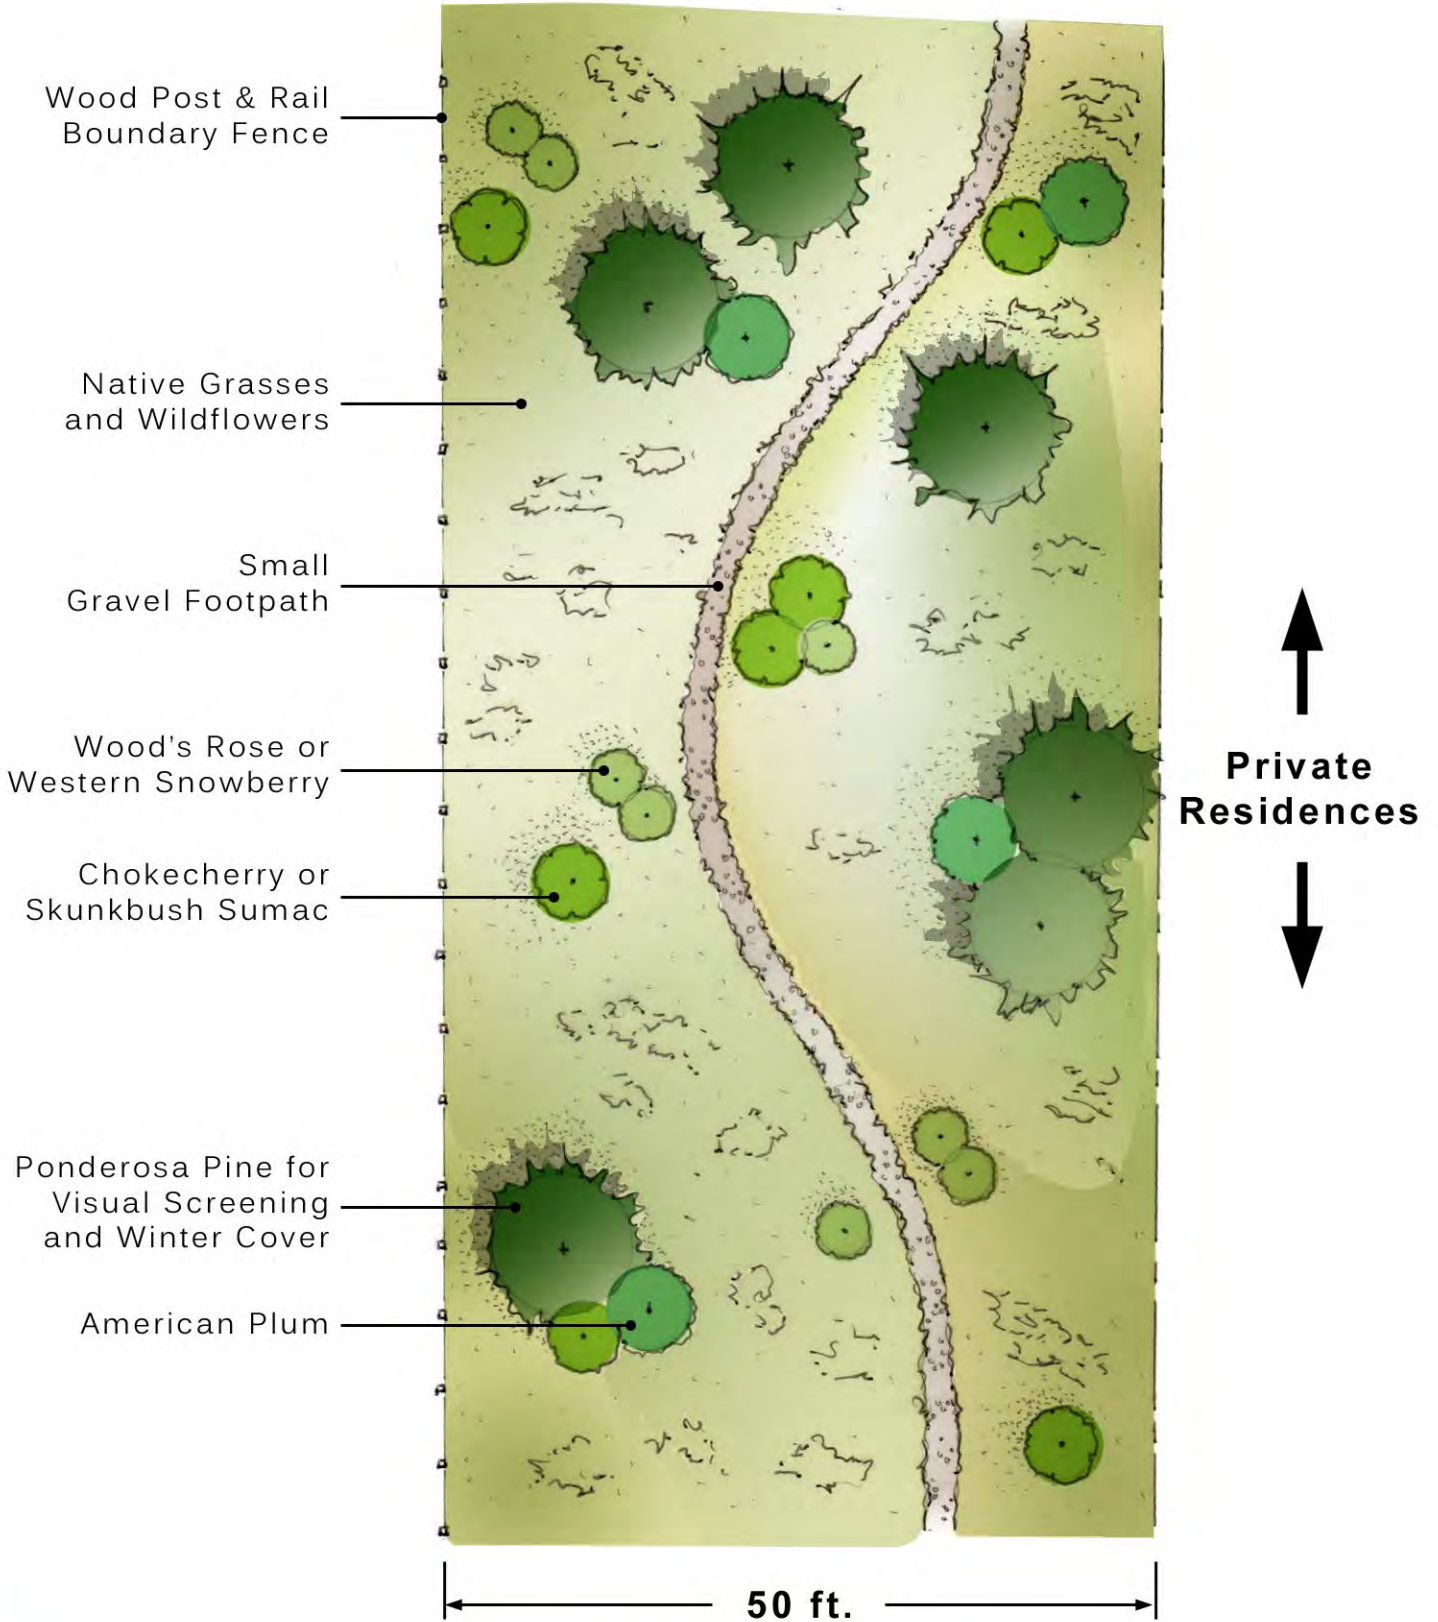 Wood Post & Rail
Boundary Fence
Native Grasses
and Wildflowers
Small
Gravel Footpath
Wood's Rose or
Western Snowberry
Private
Residences
Chokecherry or
Skunkbush Sumac
Ponderosa Pine for
Visual Screening
and Winter Cover
American Plum
50 ft.